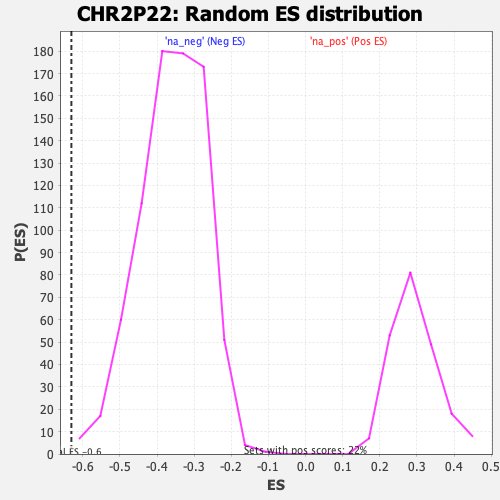 CHR2P22: Random ES distribution
'na_neg' (Neg ES)
'na_pos' (Pos ES)
180
170
160
150
140
130
120
110
100
90
80
70
60
50
40
30
20
10
0
P(ES)
ES -0.6
Sets with pos scores: 22%
-0.6 -0.5 -0.4 -0.3 -0.2 -0.1 0.0 0.1 0.2 0.3 0.4 0.5
ES